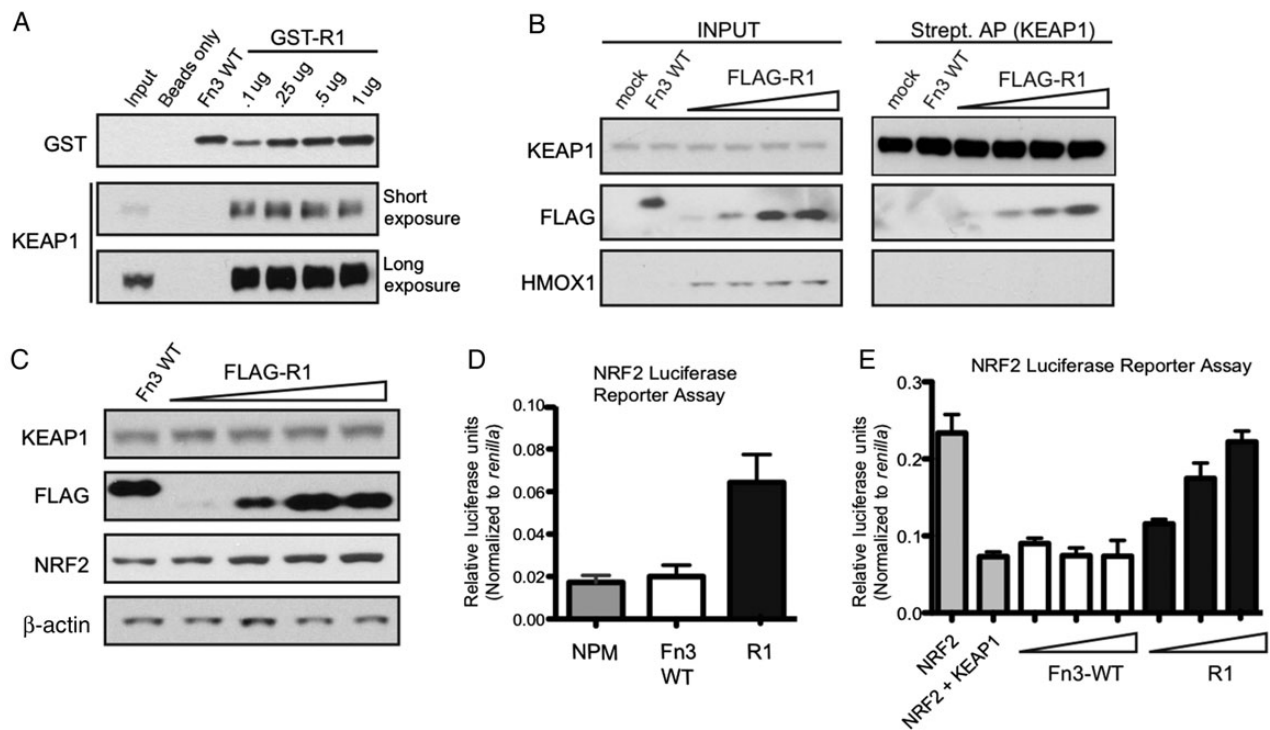 A
GST-R1
Input
Beads only
Fn3 WT
.1 ug
.25 ug
.5 ug
1 ug
GST
KEAP1
Short
exposure
Long
exposure
B
INPUT
Strept. AP (KEAP1)
mock
Fn3 WT
FLAG-R1
mock
Fn3 WT
FLAG-R1
KEAP1
FLAG
HMOX1
C
Fn3 WT
FLAG-R1
KEAP1
FLAG
NRF2
β-actin
D
NRF2 Luciferase
Reporter Assay
Relative luciferase units
(Normalized to renilla)
0.10
0.08
0.06
0.04
0.02
0.00
NPM
Fn3
WT
R1
E
NRF2 Luciferase Reporter Assay
Relative luciferase units
(Normalized to renilla)
0.3
0.2
0.1
0.0
NRF2
NRF2 + KEAP1
Fn3-WT
R1